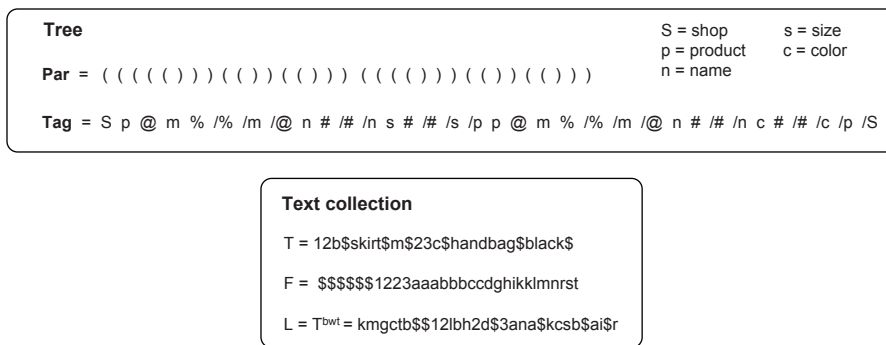 Tree
S = shop s = size
p = product c = color
n = name
Par = ( ( ( ( ( ) ) ) ( ( ) ) ( ( ) ) ) ( ( ( ( ) ) ) ( ( ) ) ( ( ) ) )
Tag = S p @ m % /% /m /@ n # /# /n s # /# /s /p p @ m % /% /m /@ n # /# /n c # /# /c /p /S
Text collection
T = 12b$skirt$m$23c$handbag$black$
F = $$$$$$1223aaabbbccdghikklmnrst
L = Tbwt = kmgctb$$12lbh2d$3ana$kcsb$ai$r